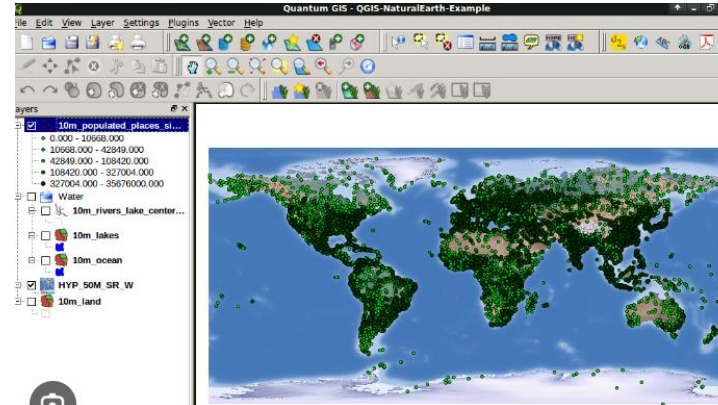 Quantum GIS - QGIS-NaturalEarth-Example
File Edit View Layer Settings Plugins Vector Help
ayers
10m_populated_places_si...
0.000 - 10668.000
10668.000 - 42849.000
42849.000 - 108420.000
108420.000 - 327004.000
327004.000 - 35676000.000
Water
10m_rivers_lake_center...
10m_lakes
10m_ocean
HYP_50M_SR_W
10m_land